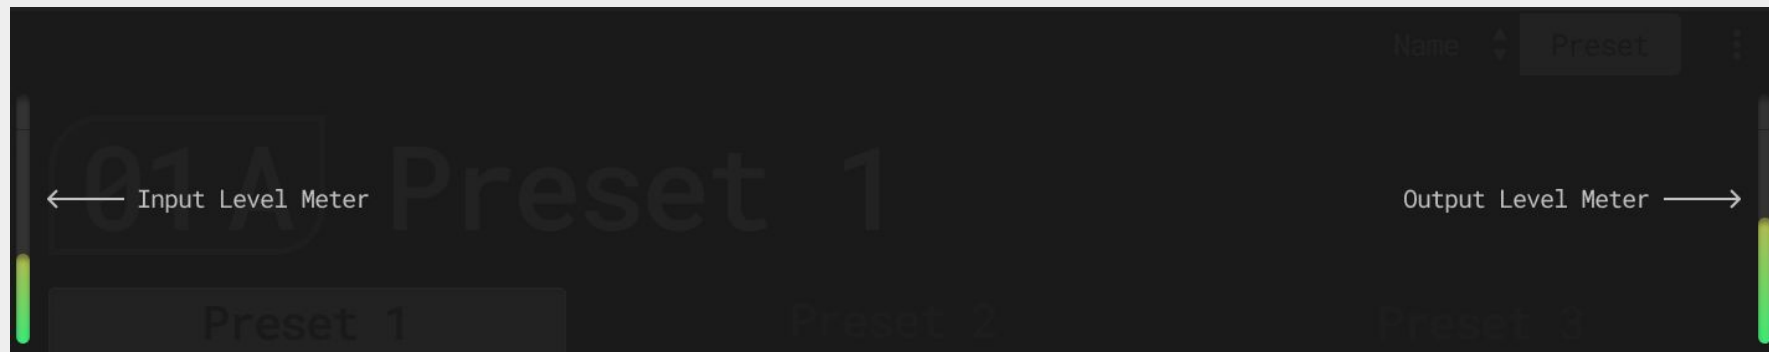 Name Preset
01A Preset 1
Input Level Meter
Output Level Meter
Preset 1 Preset 2 Preset 3